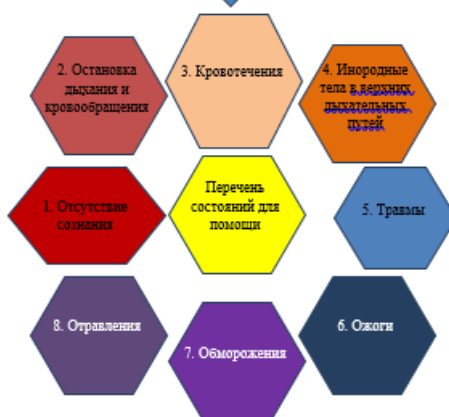 2. Остановка
дыхания и
кровообращения
3. Кровотечения
4. Инородные
тела в верхних
дыхательных
путей
1. Отсутствие
сознания
Перечень
состояний для
помощи
5. Травмы
8. Отравления
7. Обморожения
6. Ожоги